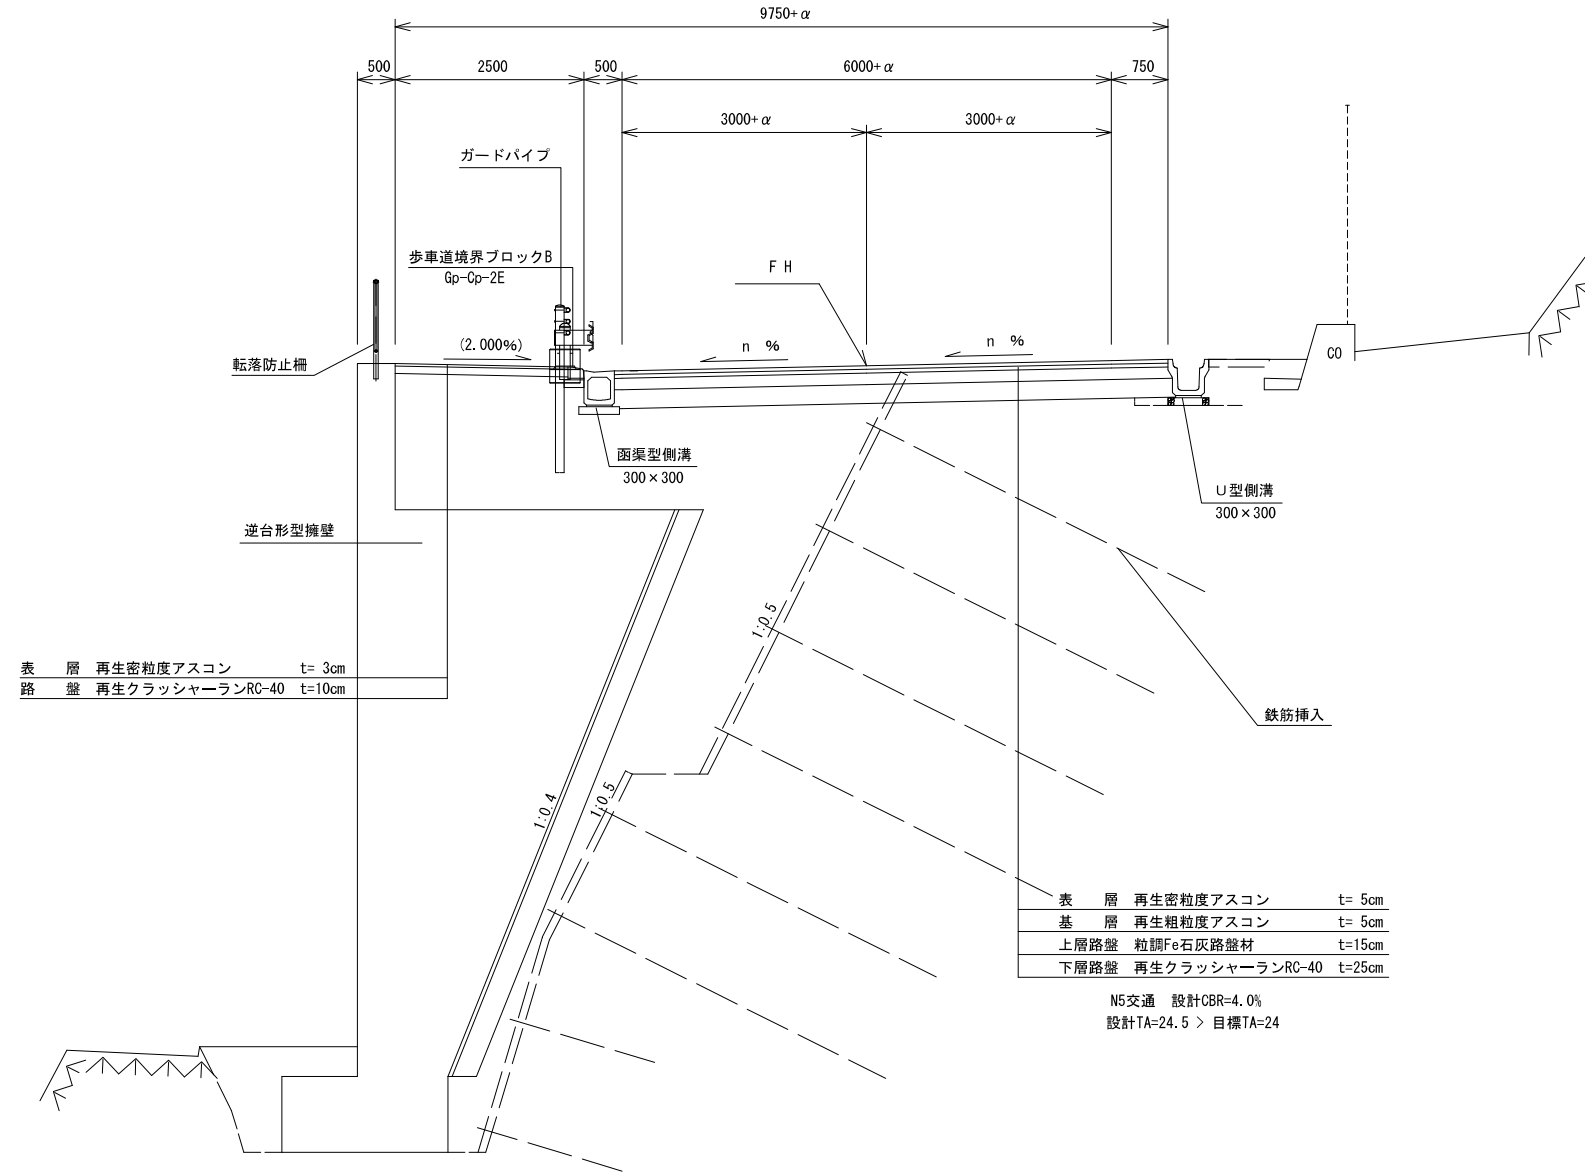 9750+α
500
2500
500
6000+α
750
3000+α
3000+α
ガードパイプ
歩車道境界ブロックB
Gp-Cp-2E
F H
転落防止柵
(2.000%)
n %
n %
CO
函渠型側溝
300×300
U型側溝
300×300
逆台形型擁壁
1:0.5
表 層 再生密粒度アスコン t= 3cm
路 盤 再生クラッシャーランRC-40 t=10cm
鉄筋挿入
1:0.4
1:0.5
表 層 再生密粒度アスコン t= 5cm
基 層 再生粗粒度アスコン t= 5cm
上層路盤 粒調Fe石灰路盤材 t=15cm
下層路盤 再生クラッシャーランRC-40 t=25cm
N5交通 設計CBR=4.0%
設計TA=24.5 > 目標TA=24